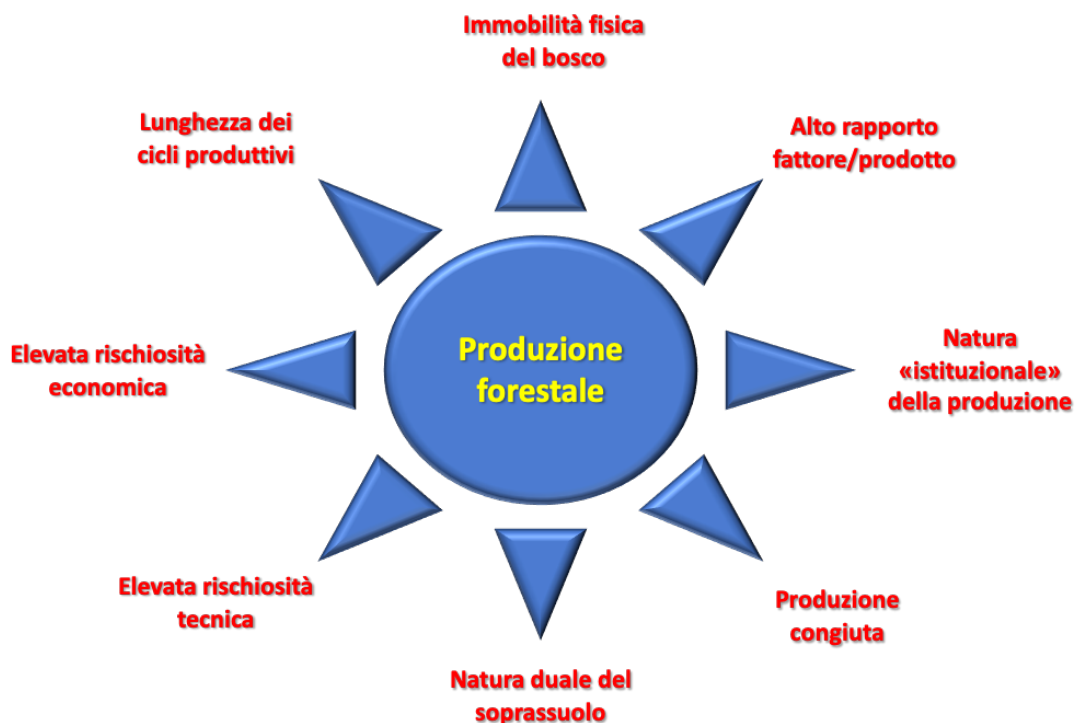 Immobilità fisica
del bosco
Lunghezza dei
cicli produttivi
Alto rapporto
fattore/prodotto
Elevata rischiosità
economica
Produzione
forestale
Natura
«istituzionale»
della produzione
Elevata rischiosità
tecnica
Produzione
congiuta
Natura duale del
soprassuolo